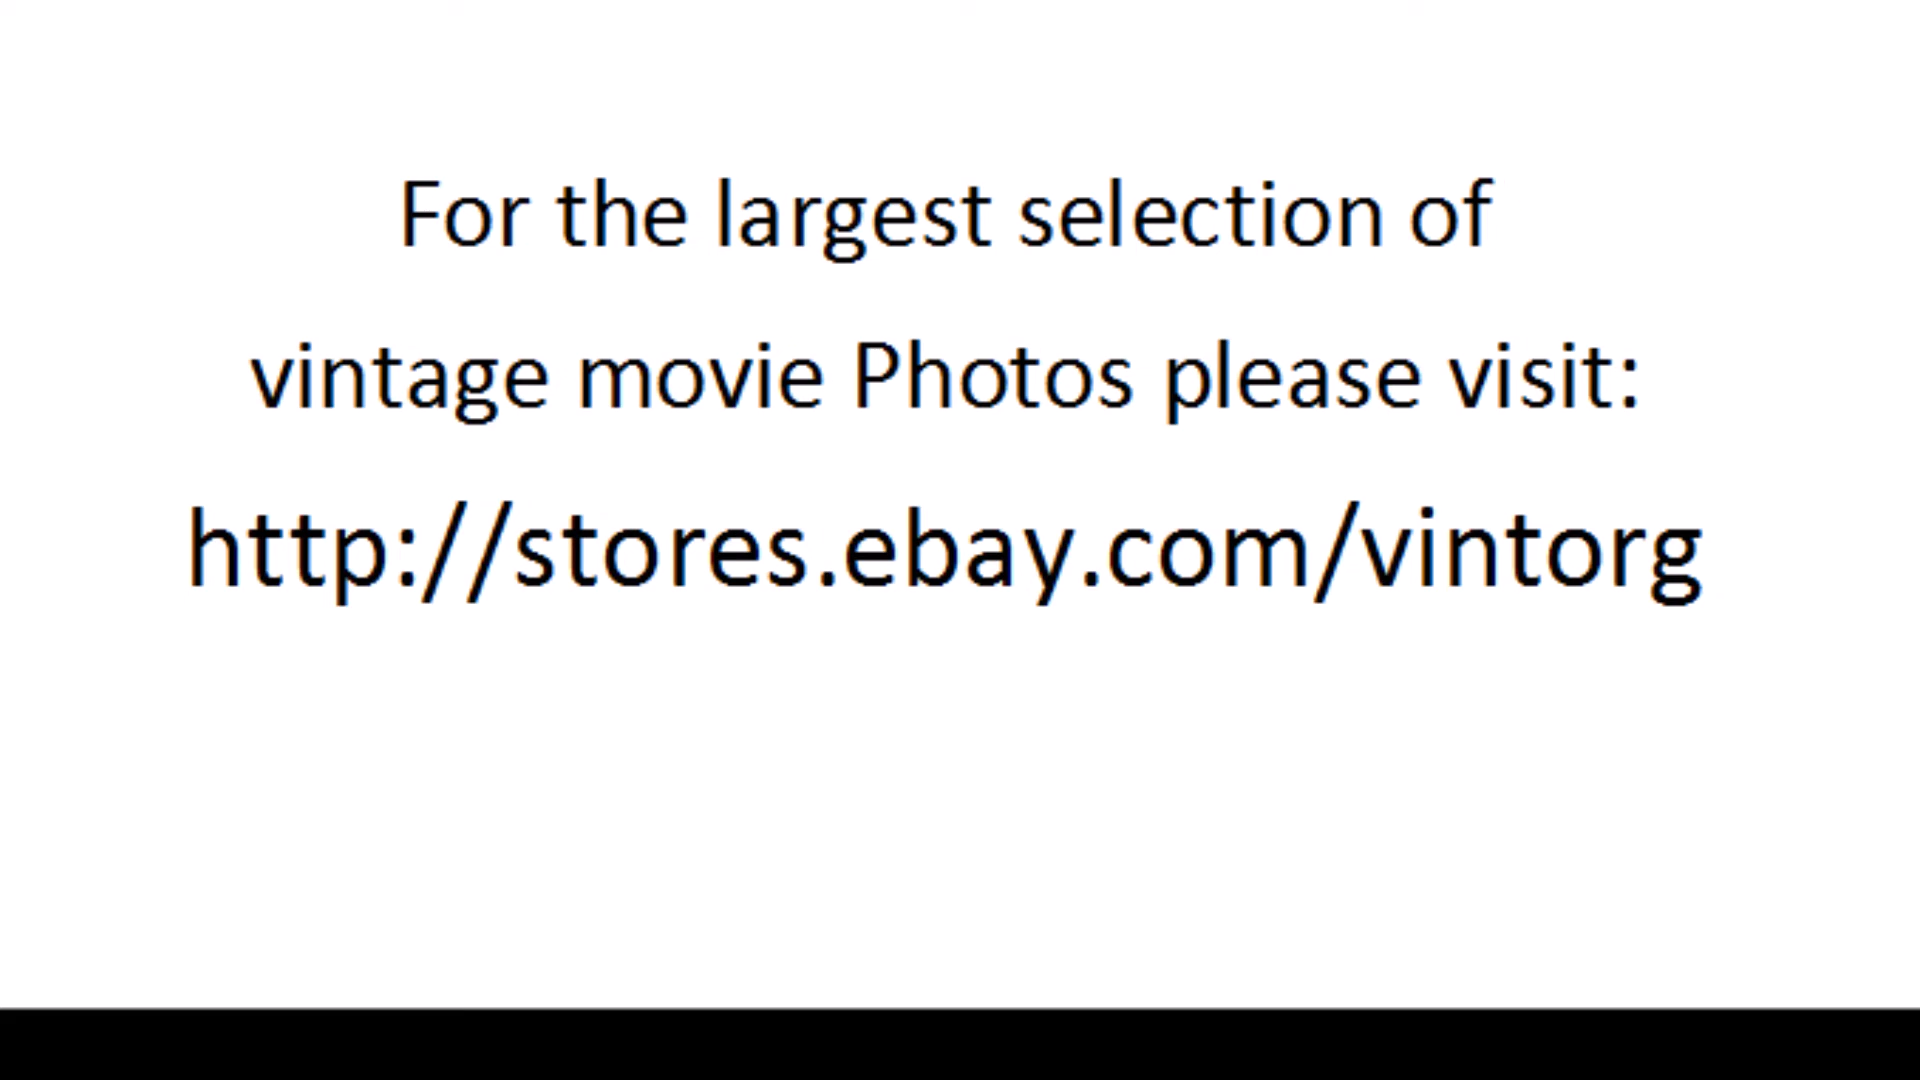 For the largest selection of
vintage movie Photos please visit:
http://stores.ebay.com/vintorg